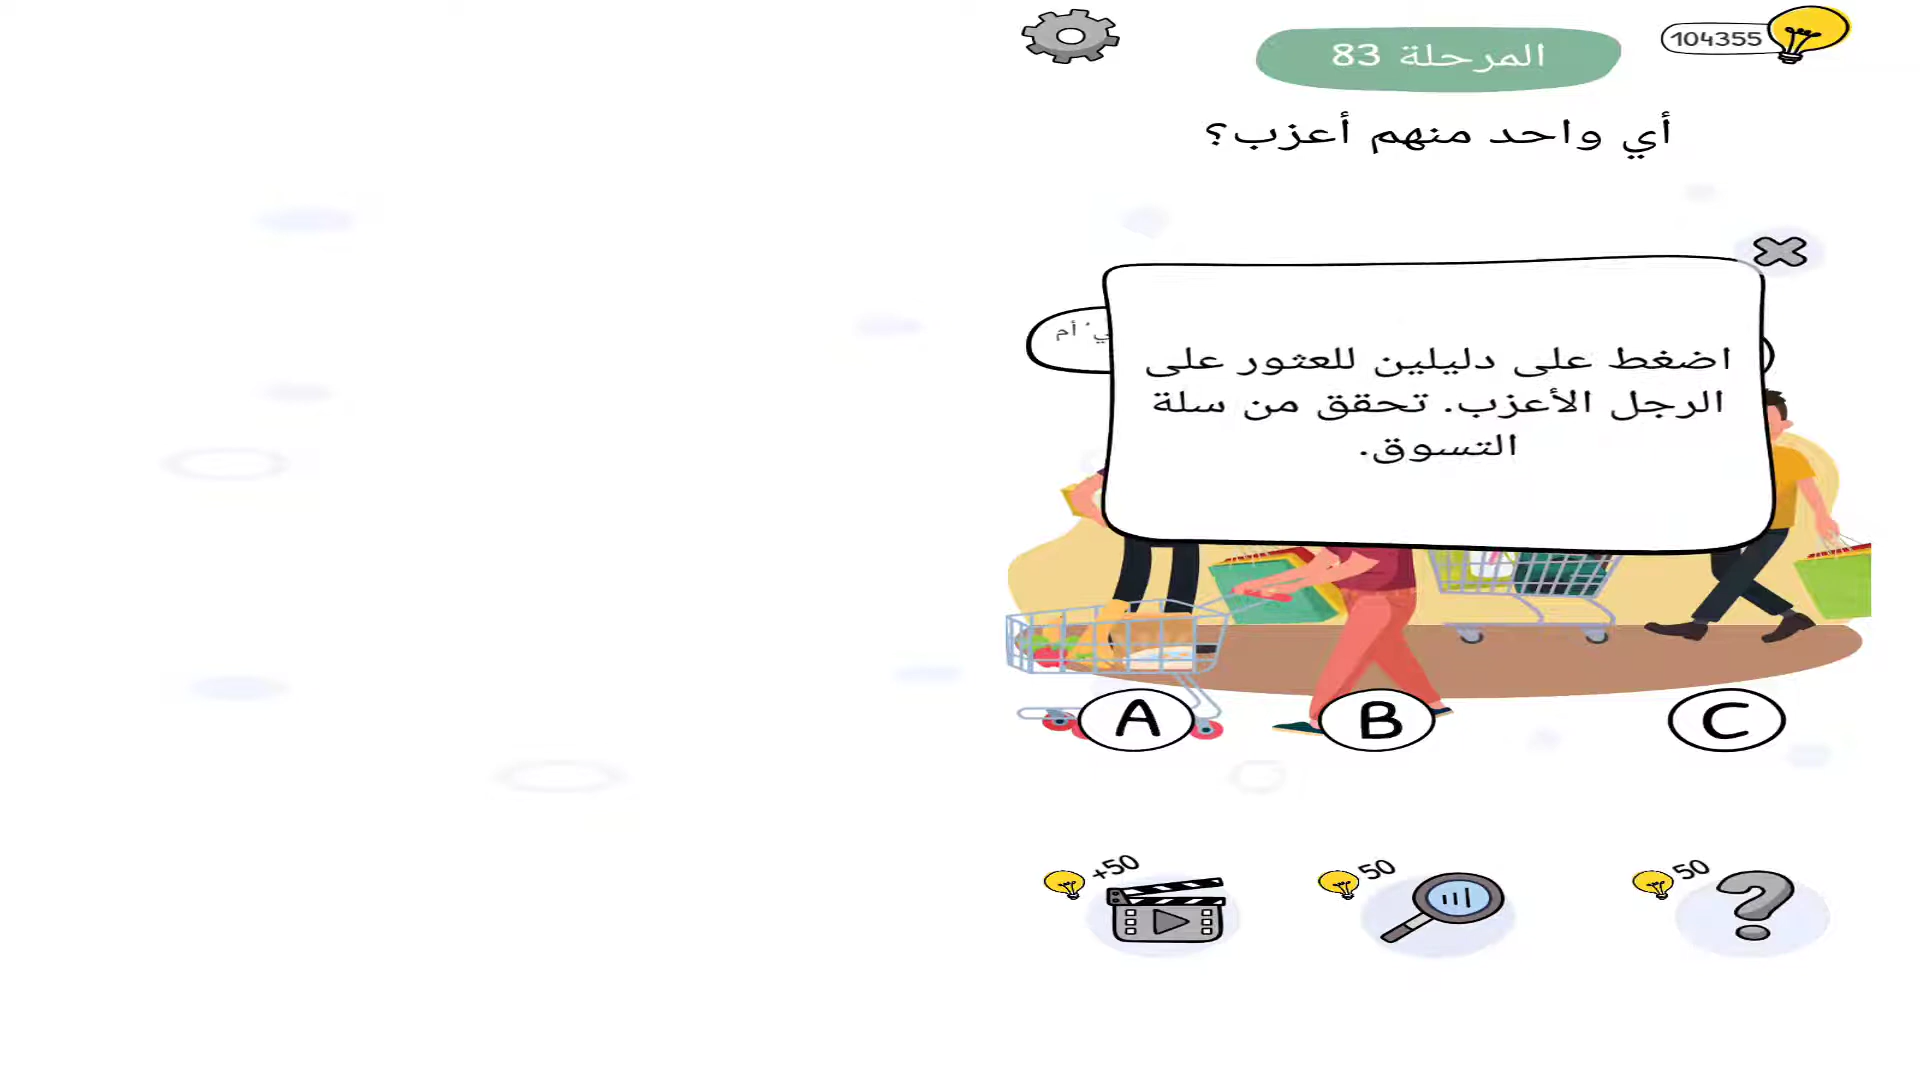 104355
المرحلة 83
أي واحد منهم أعزب؟
أم
اضغط على دليلين للعثور على
الرجل الأعزب. تحقق من سلة
التسوق.
A
B
C
+50
50
50